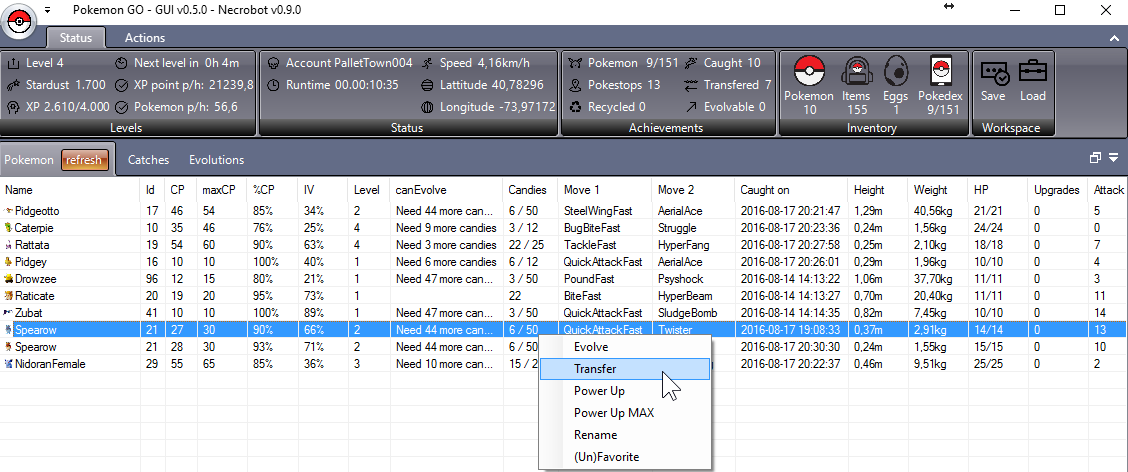 Pokemon GO - GUI v0.5.0 - Necrobot v0.9.0
Status Actions
Level 4 Next level in 0h 4m Account PalletTown004 Speed 4,16km/h Pokemon 9/151 Caught 10
Stardust 1.700 XP point p/h: 21239,8 Runtime 00.00:10:35 Lattitude 40,78296 Pokestops 13 Transfered 7 Pokemon Items Eggs Pokedex Save Load
XP 2.610/4.000 Pokemon p/h: 56,6 Longitude -73,97172 Recycled 0 Evolvable 0 10 155 1 9/151
Levels Status Achievements Inventory Workspace
Pokemon refresh Catches Evolutions
Name Id CP maxCP %CP IV Level canEvolve Candies Move 1 Move 2 Caught on Height Weight HP Upgrades Attack
Pidgeotto 17 46 54 85% 34% 2 Need 44 more can... 6 / 50 SteelWingFast AerialAce 2016-08-17 20:21:47 1,29m 40,56kg 21/21 0 5
Caterpie 10 35 46 76% 25% 4 Need 9 more candies 3 / 12 BugBiteFast Struggle 2016-08-17 20:23:36 0,24m 1,56kg 24/24 0 0
Rattata 19 54 60 90% 63% 4 Need 3 more candies 22 / 25 TackleFast HyperFang 2016-08-17 20:27:58 0,25m 2,10kg 18/18 0 7
Pidgey 16 10 10 100% 40% 1 Need 6 more candies 6 / 12 QuickAttackFast AerialAce 2016-08-17 20:26:01 0,29m 1,96kg 10/10 0 4
Drowzee 96 12 15 80% 21% 1 Need 47 more can... 3 / 50 PoundFast Psyshock 2016-08-14 14:13:22 1,06m 37,70kg 11/11 0 3
Raticate 20 19 20 95% 73% 1 22 BiteFast HyperBeam 2016-08-14 14:13:27 0,70m 20,40kg 11/11 0 11
Zubat 41 10 10 100% 89% 1 Need 47 more can... 3 / 50 QuickAttackFast SludgeBomb 2016-08-14 14:14:35 0,82m 7,45kg 10/10 0 14
Spearow 21 27 30 90% 66% 2 Need 44 more can... 6 / 50 QuickAttackFast Twister 2016-08-17 19:08:33 0,37m 2,91kg 14/14 0 13
Spearow 21 28 30 93% 71% 2 Need 44 more can... 6 / 50 2016-08-17 20:30:30 0,24m 1,55kg 15/15 0 10
NidoranFemale 29 55 65 85% 36% 3 Need 10 more can... 15 / 2 2016-08-17 20:22:37 0,46m 9,51kg 25/25 0 2
Evolve
Transfer
Power Up
Power Up MAX
Rename
(Un)Favorite